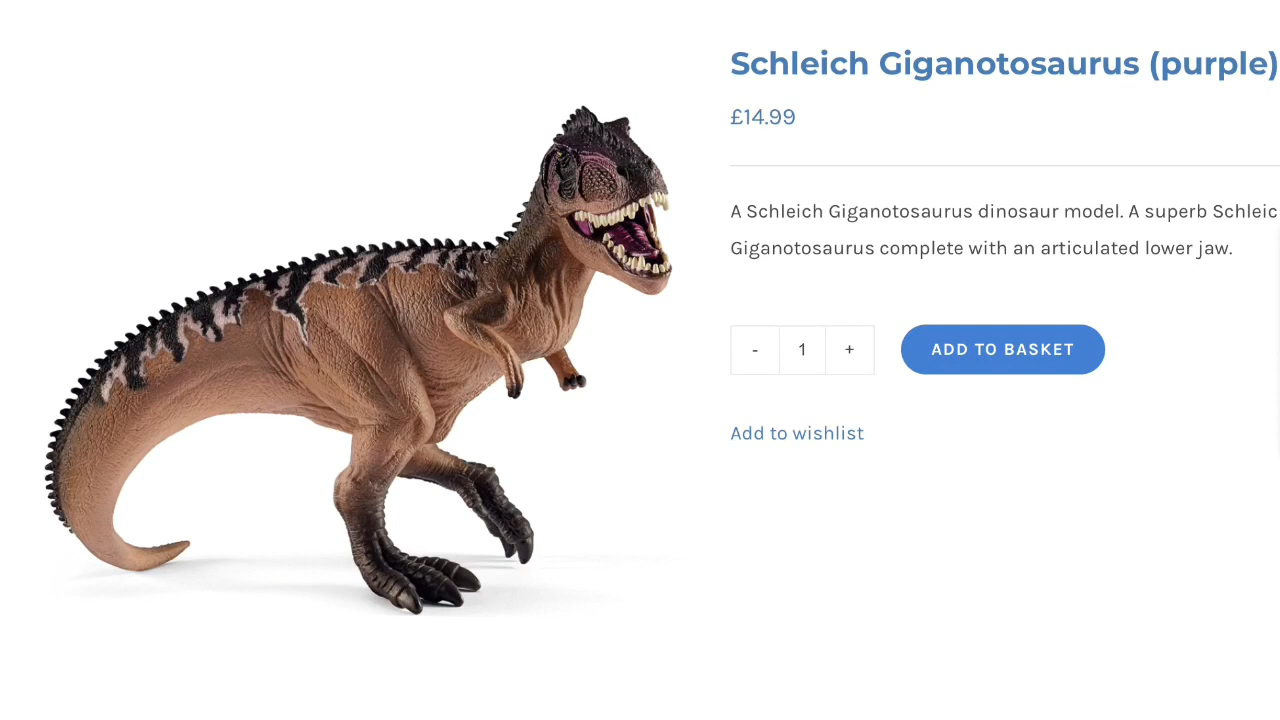 Schleich Giganotosaurus (purple)
£14.99
A Schleich Giganotosaurus dinosaur model. A superb Schleic
Giganotosaurus complete with an articulated lower jaw.
- 1 + ADD TO BASKET
Add to wishlist